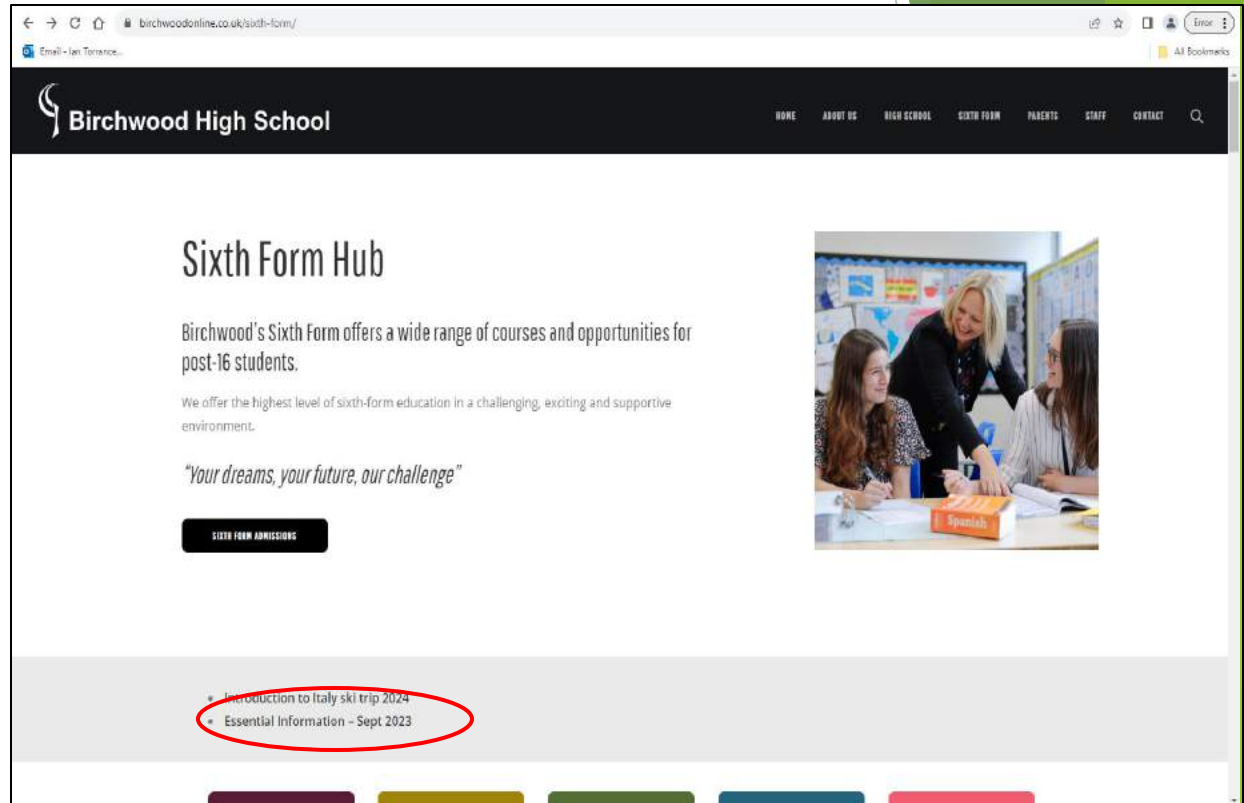 birchwoodonline.co.uk/sixth-form/
Error
Email - Ian Torrance...
All Bookmarks
Birchwood High School
HOME ABOUT US HIGH SCHOOL SIXTH FORM PARENTS STAFF CONTACT
Sixth Form Hub
Birchwood's Sixth Form offers a wide range of courses and opportunities for
post-16 students.
We offer the highest level of sixth-form education in a challenging, exciting and supportive
environment.
"Your dreams, your future, our challenge"
SIXTH FORM ADMISSIONS
Spanish
Introduction to Italy ski trip 2024
Essential Information – Sept 2023